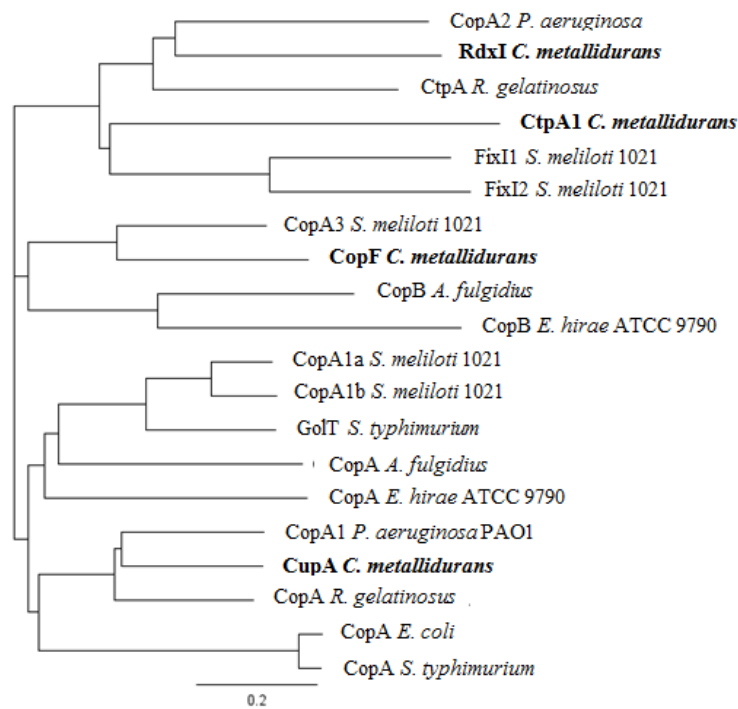 CopA2 P. aeruginosa
RdxI C. metallidurans
CtpA R. gelatinosus
CtpA1 C. metallidurans
FixI1 S. meliloti 1021
FixI2 S. meliloti 1021
CopA3 S. meliloti 1021
CopF C. metallidurans
CopB A. fulgidius
CopB E. hirae ATCC 9790
CopA1a S. meliloti 1021
CopA1b S. meliloti 1021
GolT S. typhimurium
CopA A. fulgidius
CopA E. hirae ATCC 9790
CopA1 P. aeruginosa PAO1
CupA C. metallidurans
CopA R. gelatinosus
CopA E. coli
CopA S. typhimurium
0.2